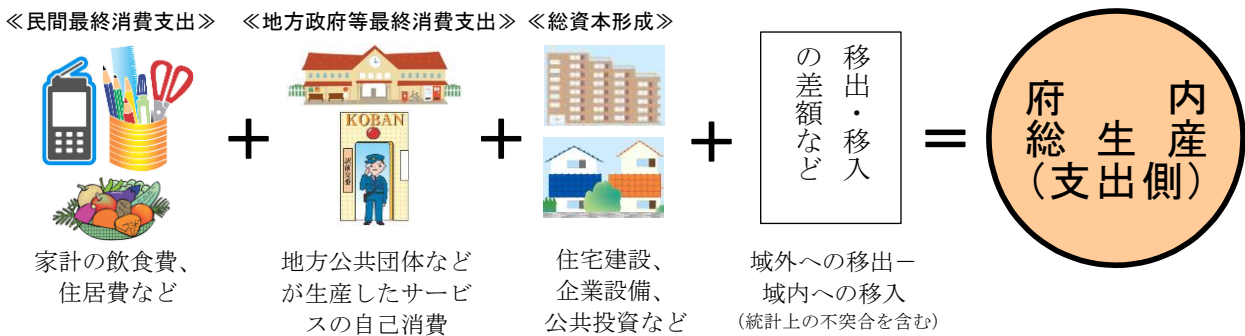 ≪民間最終消費支出≫
家計の飲食費、
住居費など
＋
≪地方政府等最終消費支出≫
KOBAN
地方公共団体など
が生産したサービ
スの自己消費
＋
≪総資本形成≫
住宅建設、
企業設備、
公共投資など
＋
移出・移入
の差額など
域外への移出－
域内への移入
（統計上の不突合を含む）
＝
府内
総生産
（支出側）